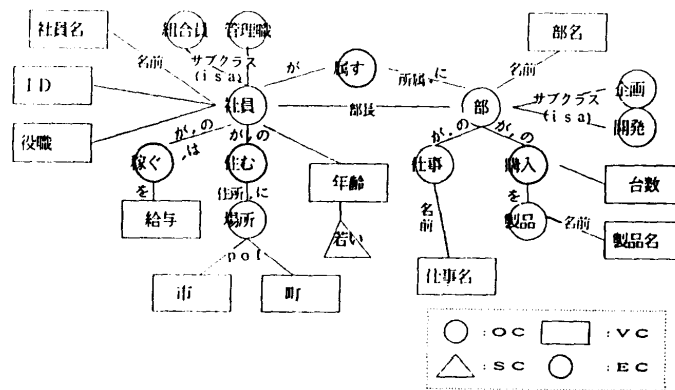 社員名
組合員
管理職
部名
名前
サブクラス
(isa)
が
属す
所属,に
名前
ID
社員
部長
部
サブクラス
(isa)
企画
開発
役職
が,の
,は
が,の
が,の
が,の
稼ぐ
住む
年齢
仕事
購入
台数
を
住所,に
を
給与
場所
若い
名前
製品
名前
製品名
pof
市
町
仕事名
:OC
:VC
:SC
:EC